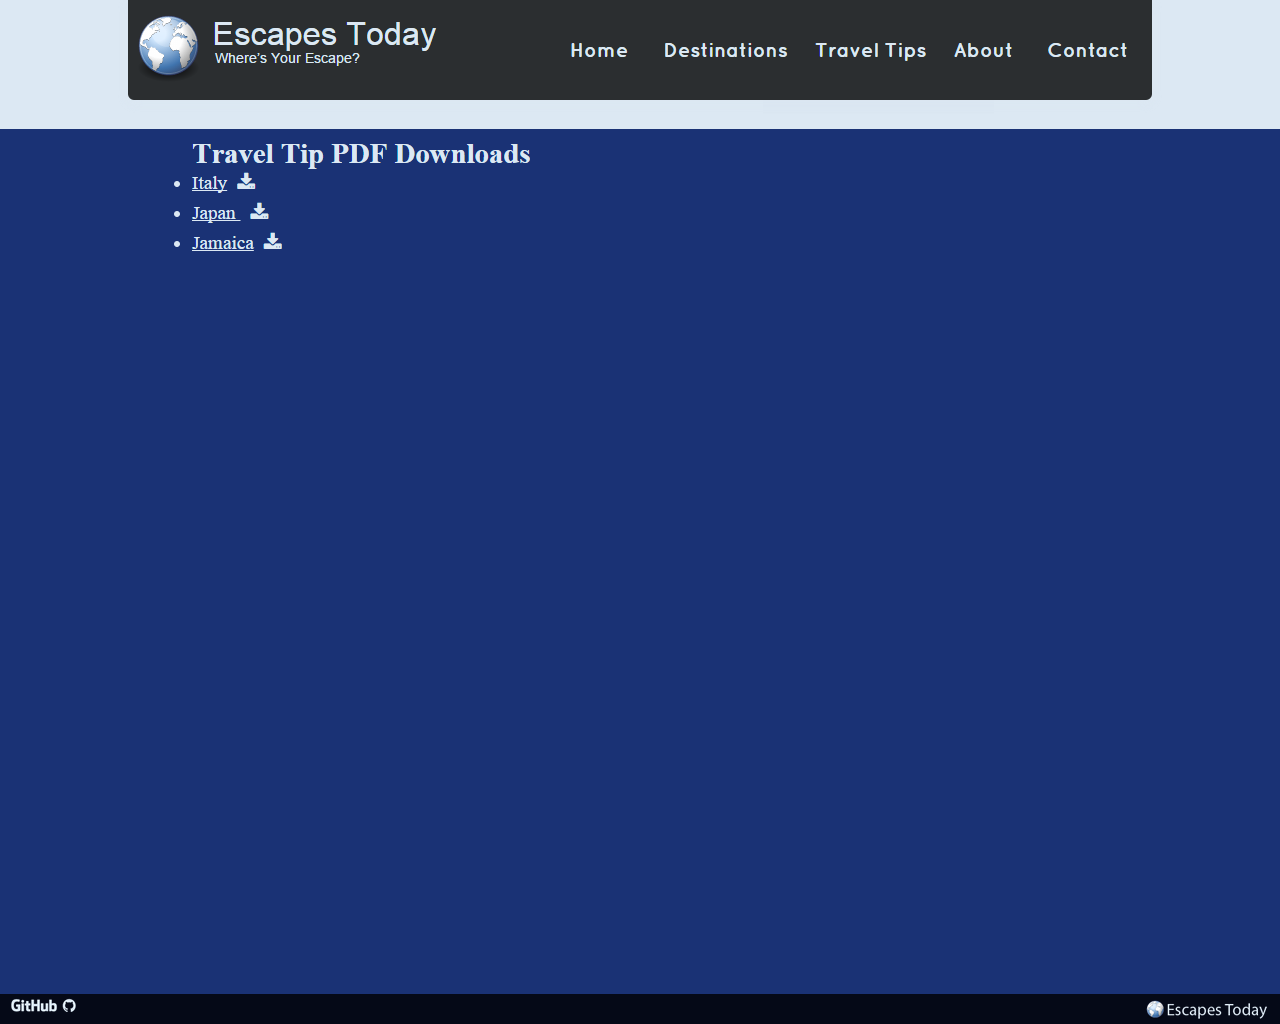 Escapes Today
Where's Your Escape?
Home Destinations Travel Tips About Contact
Travel Tip PDF Downloads
Italy
Japan
Jamaica
GitHub
Escapes Today